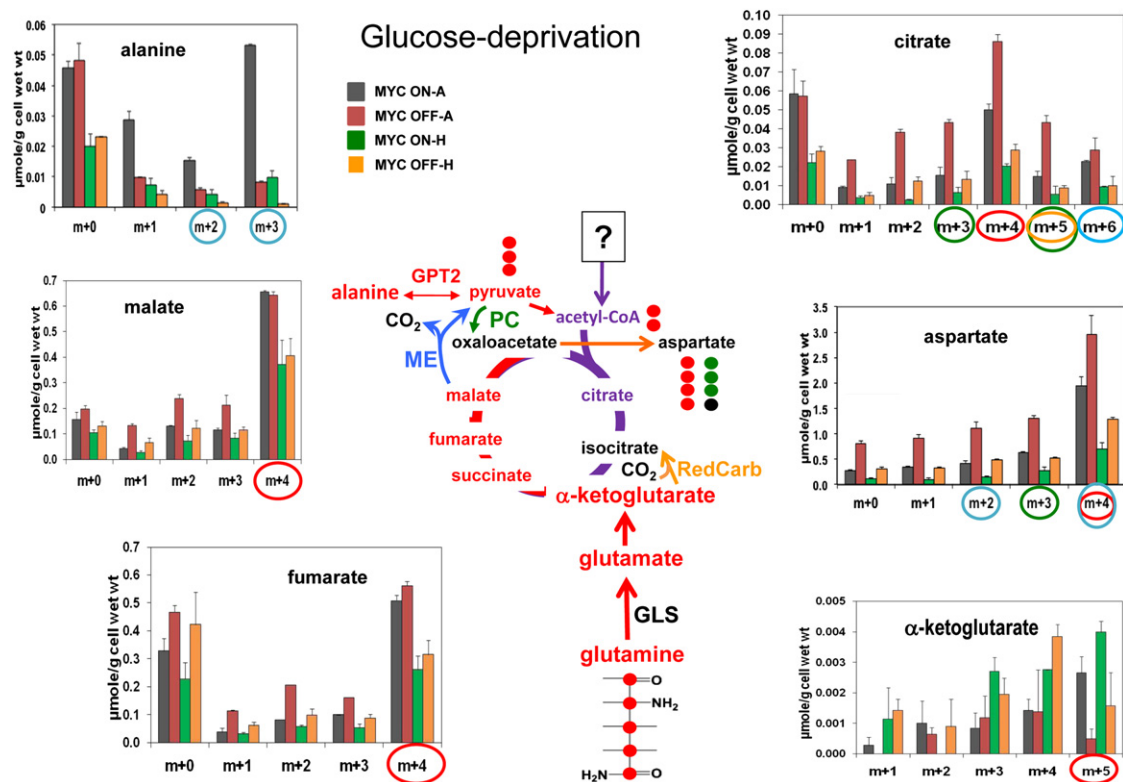 Glucose-deprivation
MYC ON-A
MYC OFF-A
MYC ON-H
MYC OFF-H
alanine
µmole/g cell wet wt
0.06
0.05
0.04
0.03
0.02
0.01
0
m+0 m+1 m+2 m+3
citrate
µmole/g cell wet wt
0.10
0.09
0.08
0.07
0.06
0.05
0.04
0.03
0.02
0.01
0.00
m+0 m+1 m+2 m+3 m+4 m+5 m+6
malate
µmole/g cell wet wt
0.7
0.6
0.5
0.4
0.3
0.2
0.1
0.0
m+0 m+1 m+2 m+3 m+4
aspartate
µmole/g cell wet wt
3.5
3.0
2.5
2.0
1.5
1.0
0.5
0.0
m+0 m+1 m+2 m+3 m+4
fumarate
µmole/g cell wet wt
0.7
0.6
0.5
0.4
0.3
0.2
0.1
0.0
m+0 m+1 m+2 m+3 m+4
α-ketoglutarate
µmole/g cell wet wt
0.005
0.004
0.003
0.002
0.001
0.000
m+1 m+2 m+3 m+4 m+5
?
GPT2
alanine pyruvate
CO2 PC acetyl-CoA
oxaloacetate aspartate
ME
malate citrate
fumarate isocitrate
CO2 RedCarb
succinate
α-ketoglutarate
glutamate
GLS
glutamine
O
NH2
H2N O